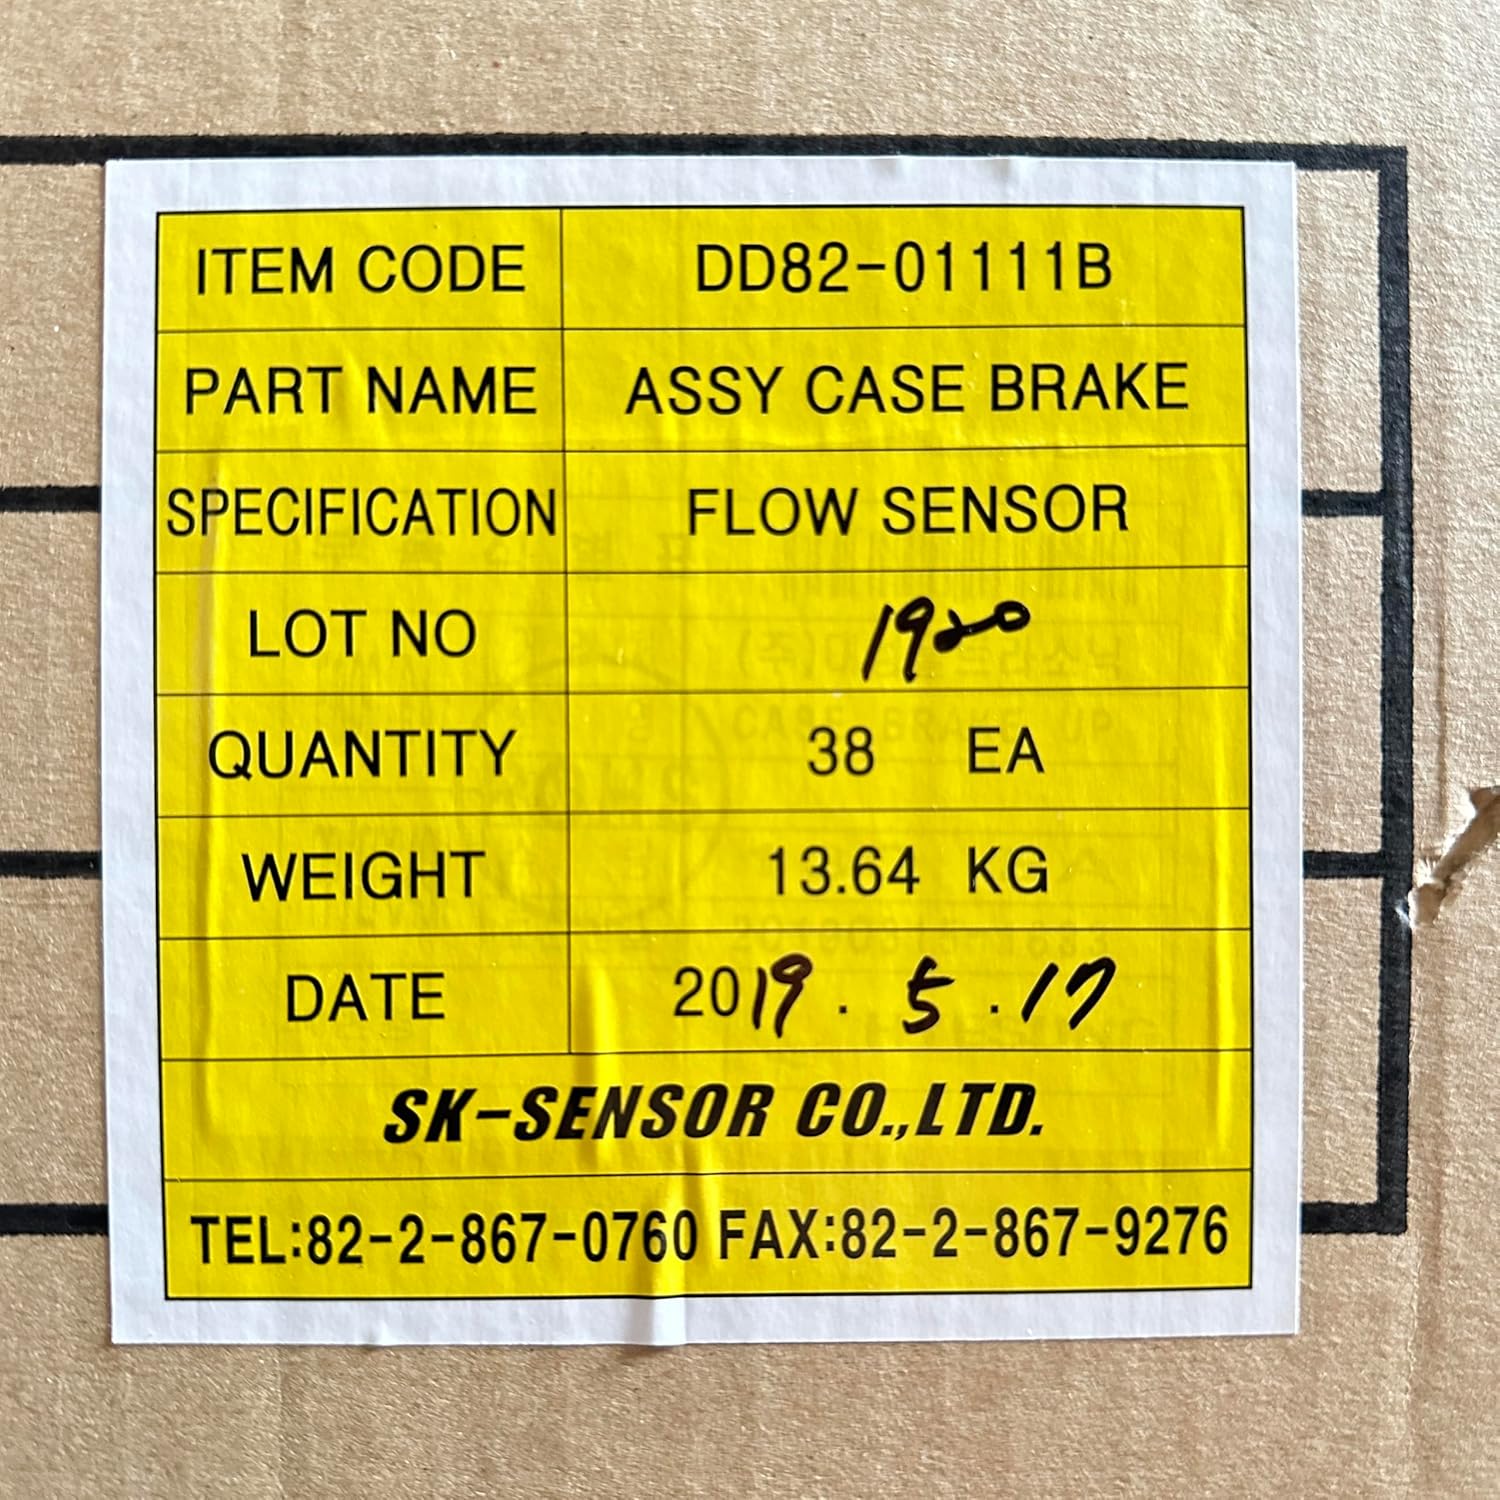 ITEM CODE DD82-01111B
PART NAME ASSY CASE BRAKE
SPECIFICATION FLOW SENSOR
LOT NO 1920
QUANTITY 38 EA
WEIGHT 13.64 KG
DATE 2019. 5. 17
SK-SENSOR CO.,LTD.
TEL:82-2-867-0760 FAX:82-2-867-9276